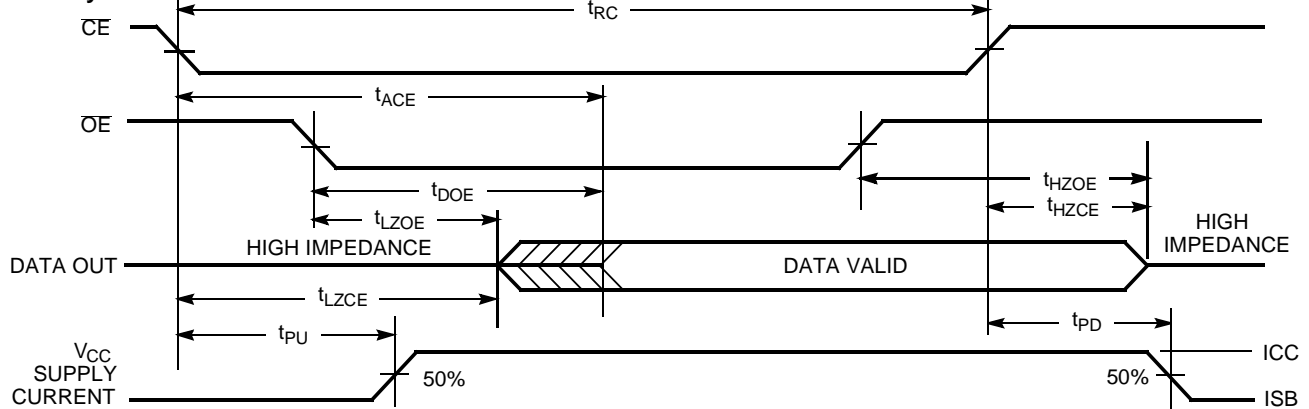 tRC
CE
tACE
OE
tDOE
tHZOE
tLZOE
tHZCE
HIGH IMPEDANCE
HIGH
IMPEDANCE
DATA OUT
DATA VALID
tLZCE
tPU
tPD
VCC
SUPPLY
CURRENT
50%
50%
ICC
ISB